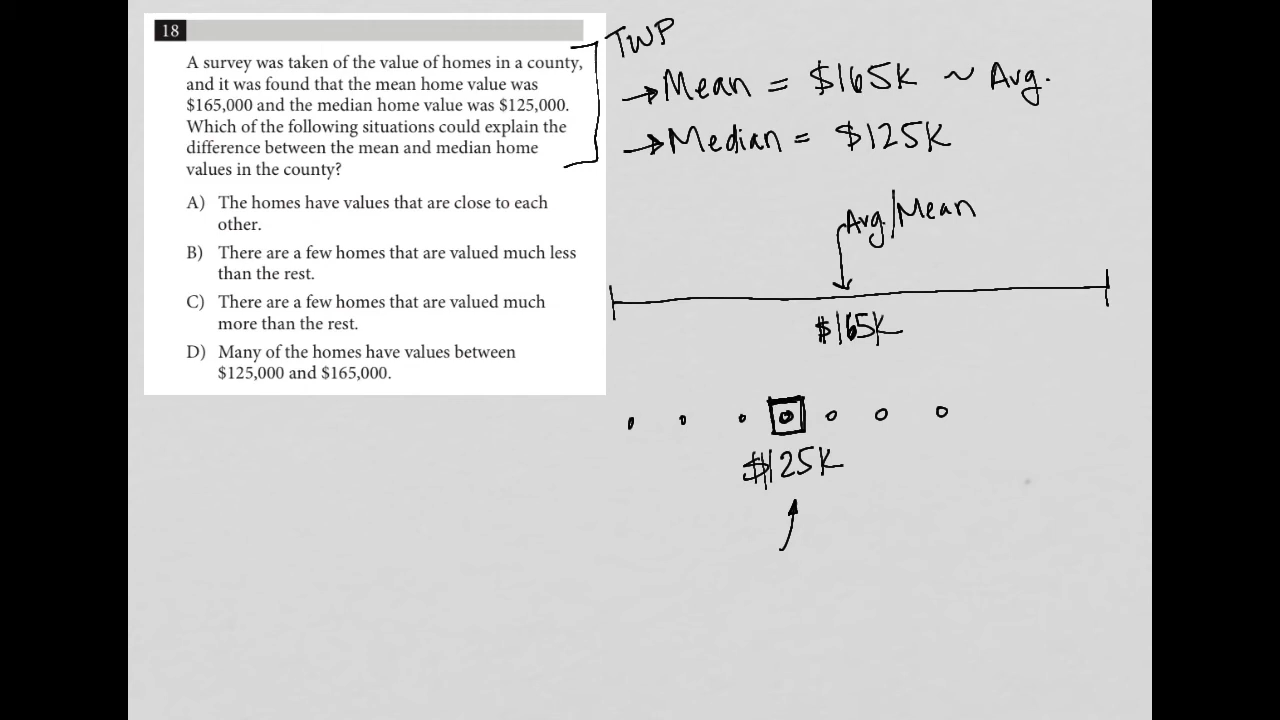 18
A survey was taken of the value of homes in a county,
and it was found that the mean home value was
$165,000 and the median home value was $125,000.
Which of the following situations could explain the
difference between the mean and median home
values in the county?
A) The homes have values that are close to each
other.
B) There are a few homes that are valued much less
than the rest.
C) There are a few homes that are valued much
more than the rest.
D) Many of the homes have values between
$125,000 and $165,000.
TWP
→ Mean = $165K ~ Avg.
→ Median = $125K
Avg./Mean
$165K
$125K